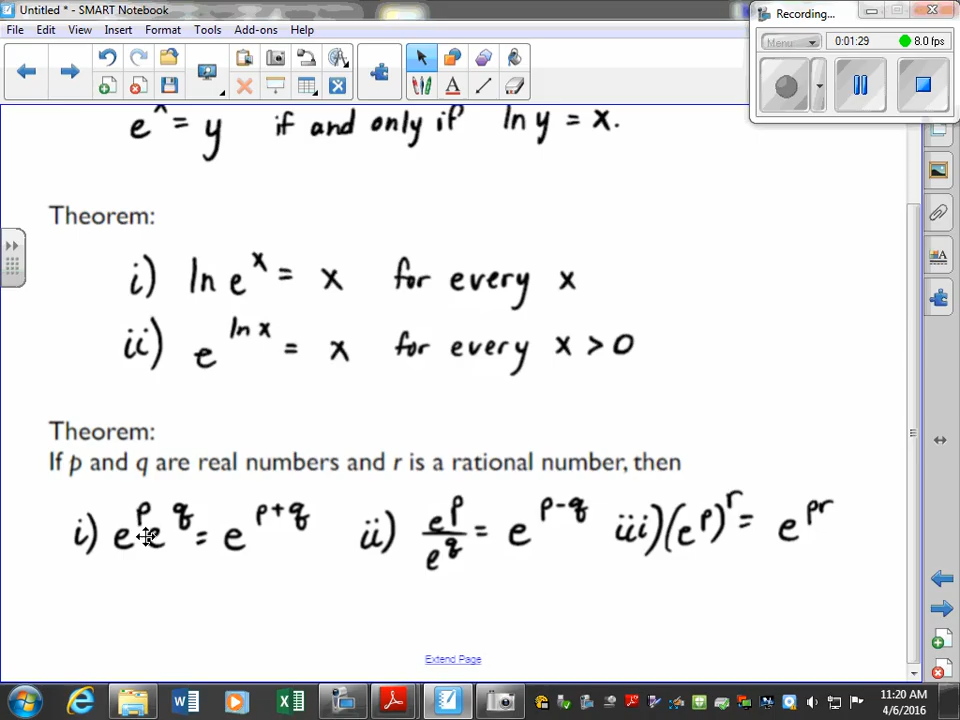 Untitled * - SMART Notebook
Recording...
File Edit View Insert Format Tools Add-ons Help
Menu 0:01:29 8.0 fps
e^x = y if and only if ln y = x.
Theorem:
i) ln e^x = x for every x
ii) e^ln x = x for every x > 0
Theorem:
If p and q are real numbers and r is a rational number, then
i) e^p e^q = e^p+q ii) e^p/e^q = e^p-q iii) (e^p)^r = e^pr
Extend Page
11:20 AM
4/6/2016